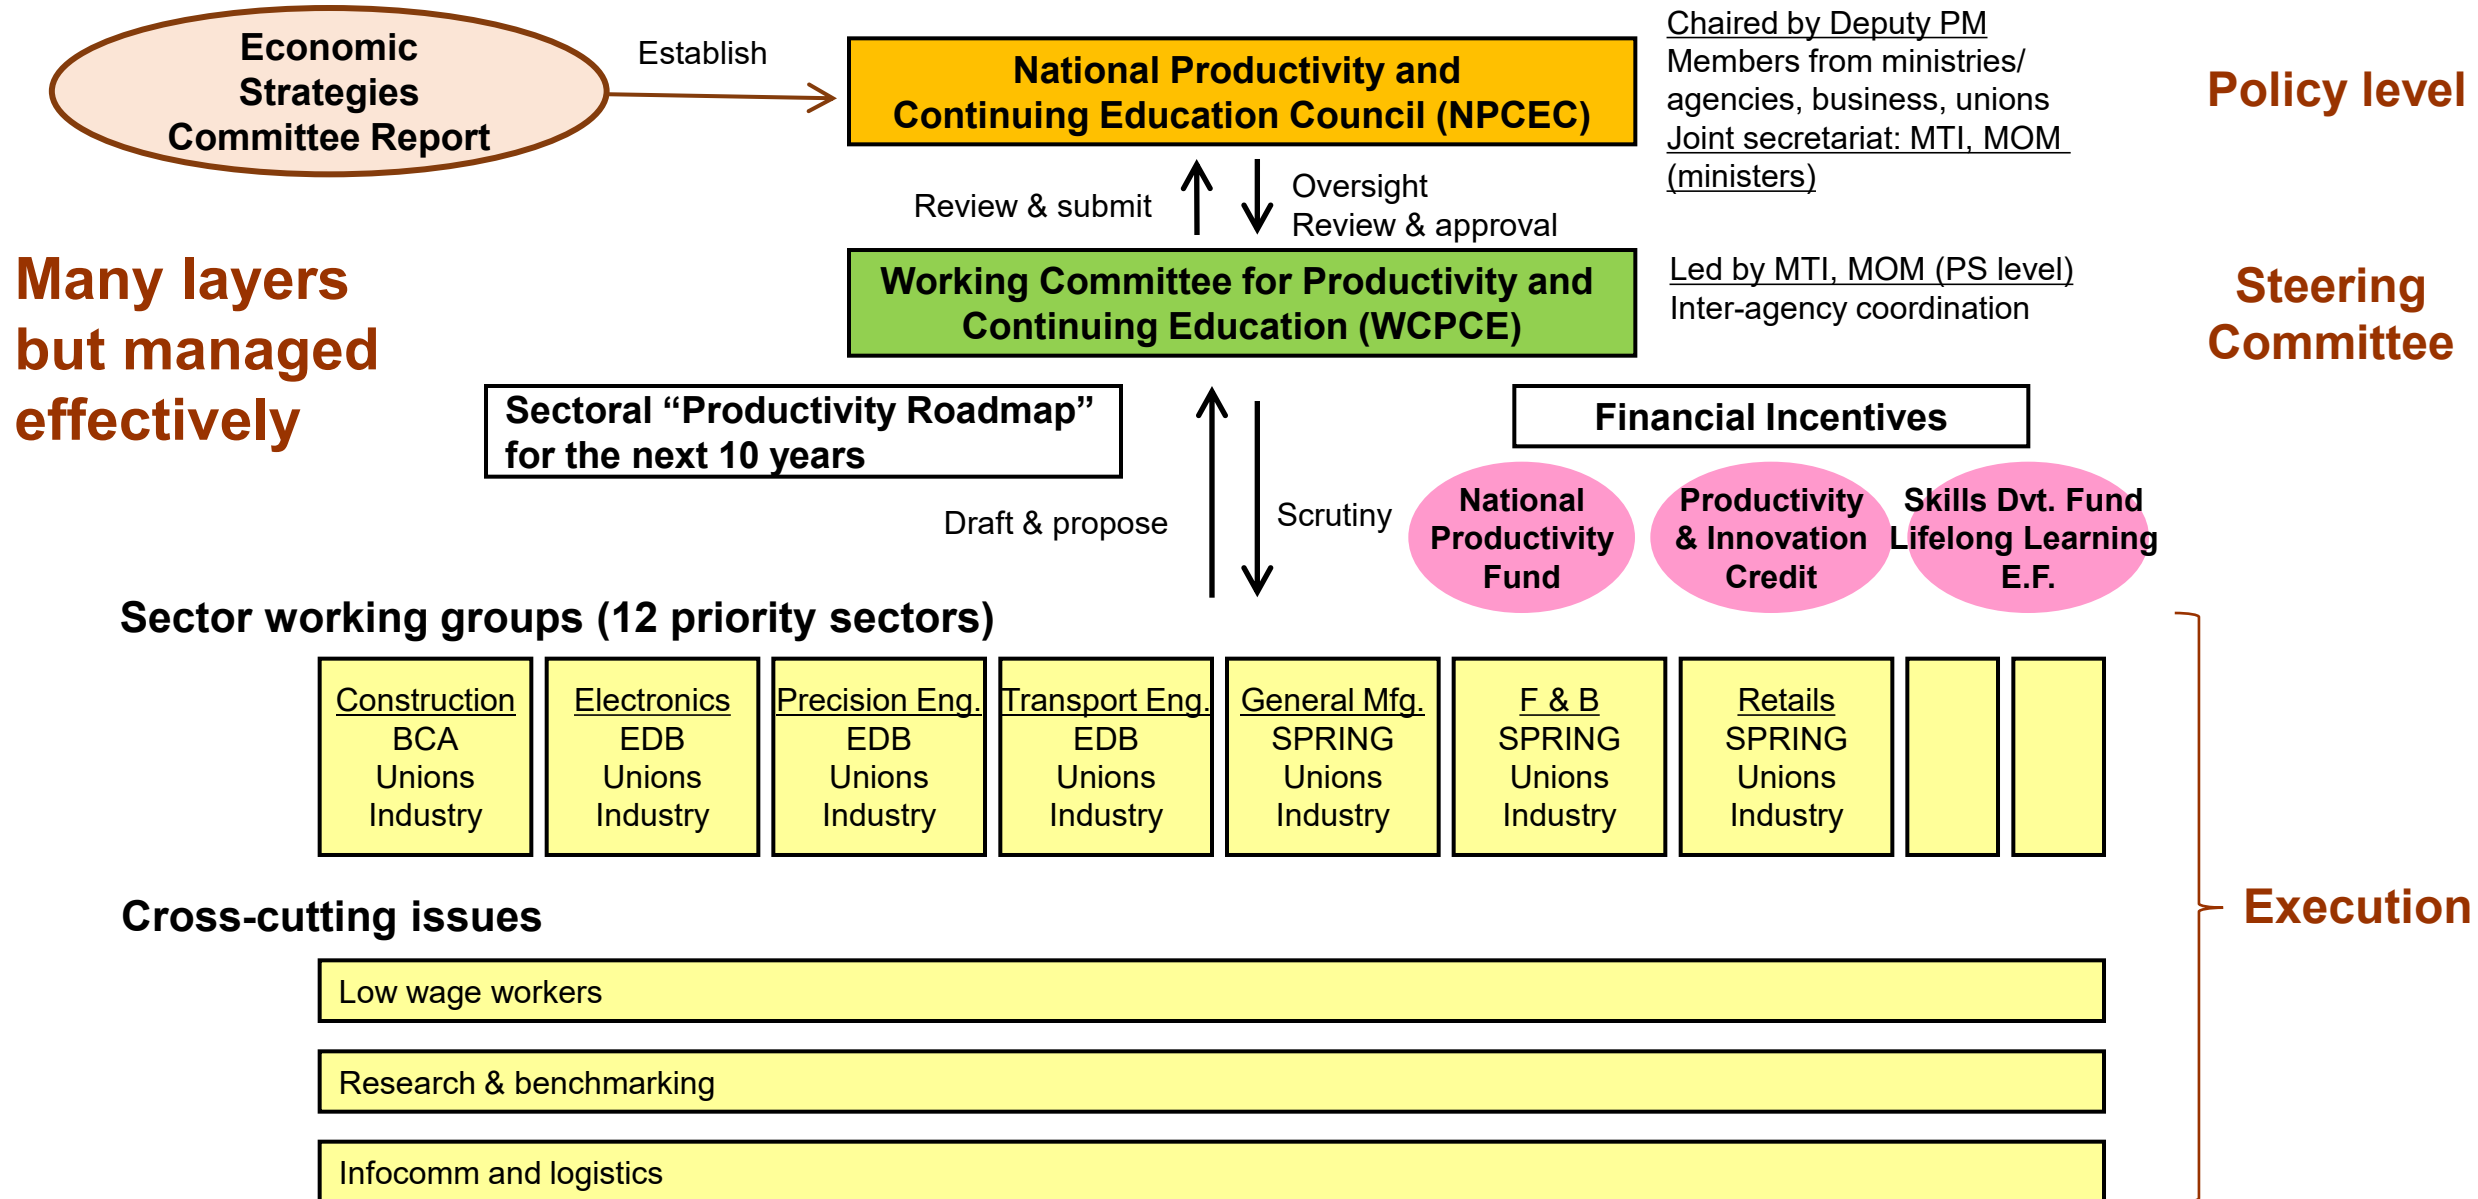 Economic
Strategies
Committee Report
Establish
National Productivity and
Continuing Education Council (NPCEC)
Chaired by Deputy PM
Members from ministries/
agencies, business, unions
Joint secretariat: MTI, MOM
(ministers)
Policy level
Review & submit
Oversight
Review & approval
Many layers
but managed
effectively
Working Committee for Productivity and
Continuing Education (WCPCE)
Led by MTI, MOM (PS level)
Inter-agency coordination
Steering
Committee
Sectoral “Productivity Roadmap”
for the next 10 years
Financial Incentives
Draft & propose
Scrutiny
National
Productivity
Fund
Productivity
& Innovation
Credit
Skills Dvt. Fund
Lifelong Learning
E.F.
Sector working groups (12 priority sectors)
Construction
BCA
Unions
Industry
Electronics
EDB
Unions
Industry
Precision Eng.
EDB
Unions
Industry
Transport Eng.
EDB
Unions
Industry
General Mfg.
SPRING
Unions
Industry
F & B
SPRING
Unions
Industry
Retails
SPRING
Unions
Industry
Execution
Cross-cutting issues
Low wage workers
Research & benchmarking
Infocomm and logistics